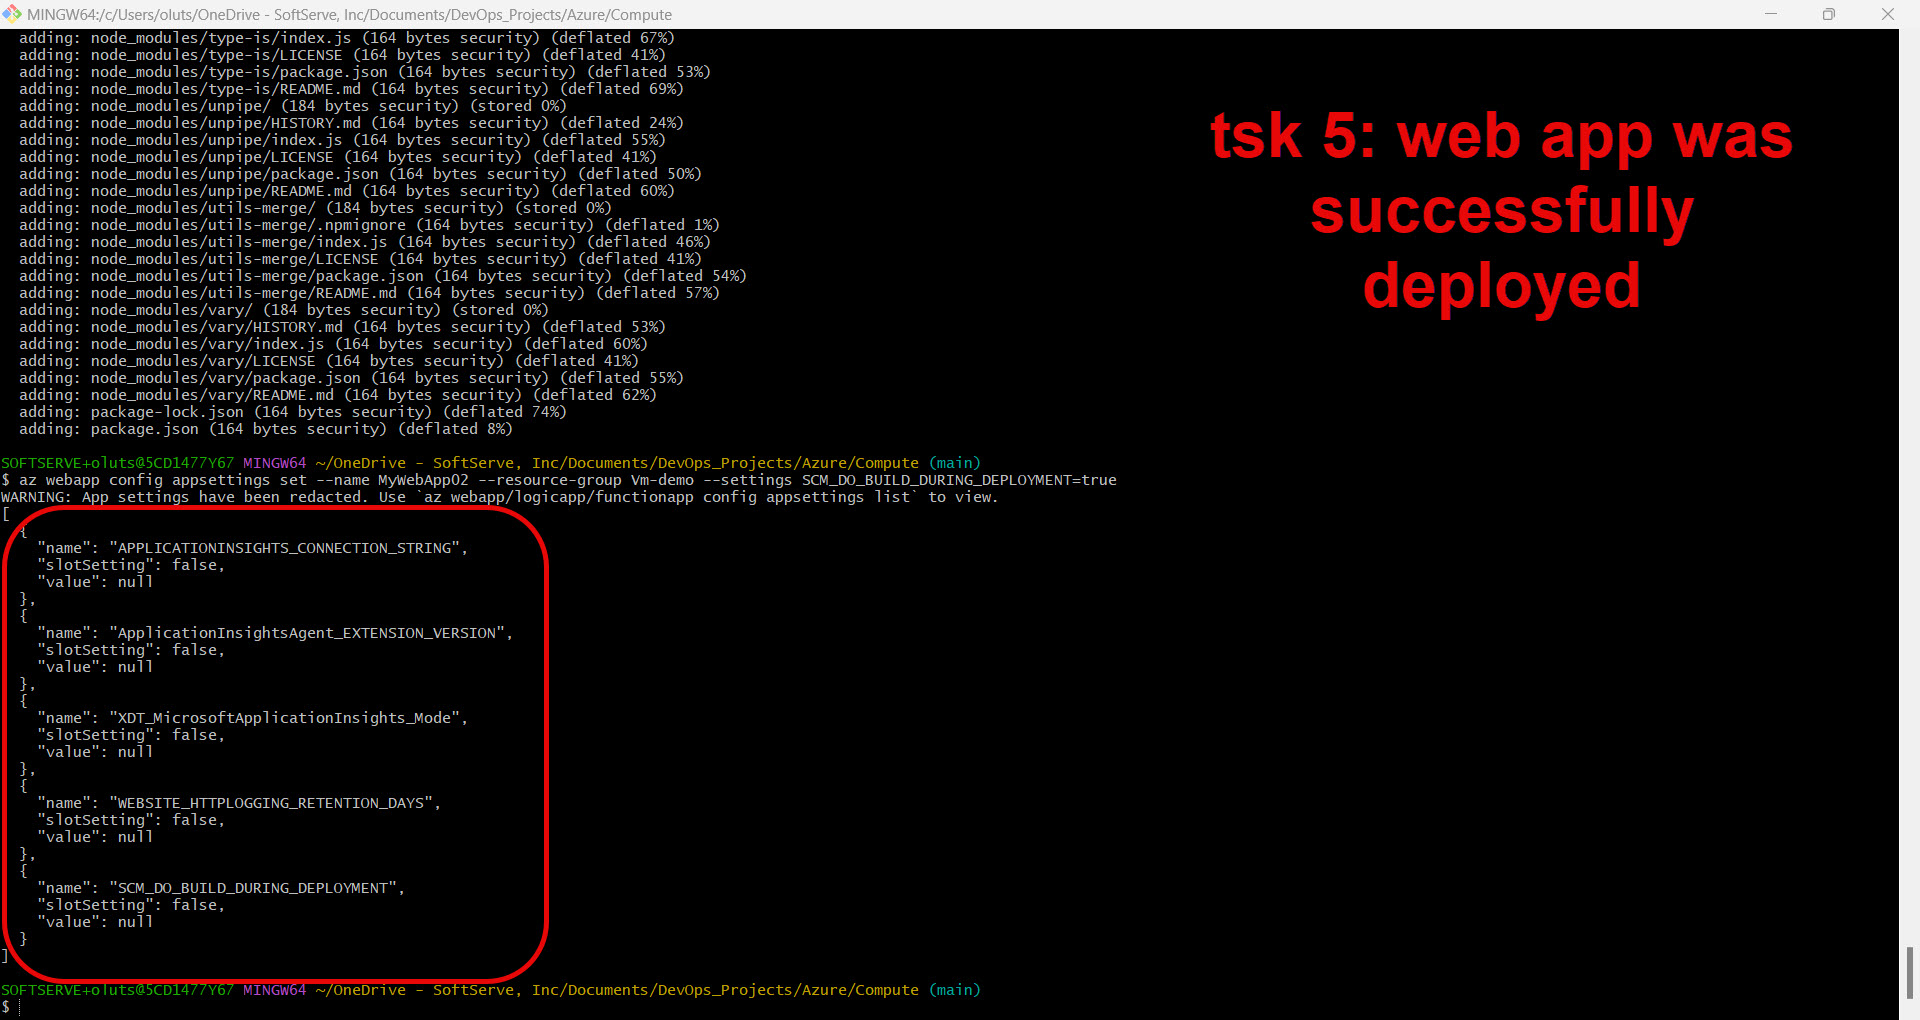 MINGW64:/c/Users/oluts/OneDrive - SoftServe, Inc/Documents/DevOps_Projects/Azure/Compute
  adding: node_modules/type-is/index.js (164 bytes security) (deflated 67%)
  adding: node_modules/type-is/LICENSE (164 bytes security) (deflated 41%)
  adding: node_modules/type-is/package.json (164 bytes security) (deflated 53%)
  adding: node_modules/type-is/README.md (164 bytes security) (deflated 69%)
  adding: node_modules/unpipe/ (184 bytes security) (stored 0%)
  adding: node_modules/unpipe/HISTORY.md (164 bytes security) (deflated 24%)
  adding: node_modules/unpipe/index.js (164 bytes security) (deflated 55%)
  adding: node_modules/unpipe/LICENSE (164 bytes security) (deflated 41%)
  adding: node_modules/unpipe/package.json (164 bytes security) (deflated 50%)
  adding: node_modules/unpipe/README.md (164 bytes security) (deflated 60%)
  adding: node_modules/utils-merge/ (184 bytes security) (stored 0%)
  adding: node_modules/utils-merge/.npmignore (164 bytes security) (deflated 1%)
  adding: node_modules/utils-merge/index.js (164 bytes security) (deflated 46%)
  adding: node_modules/utils-merge/LICENSE (164 bytes security) (deflated 41%)
  adding: node_modules/utils-merge/package.json (164 bytes security) (deflated 54%)
  adding: node_modules/utils-merge/README.md (164 bytes security) (deflated 57%)
  adding: node_modules/vary/ (184 bytes security) (stored 0%)
  adding: node_modules/vary/HISTORY.md (164 bytes security) (deflated 53%)
  adding: node_modules/vary/index.js (164 bytes security) (deflated 60%)
  adding: node_modules/vary/LICENSE (164 bytes security) (deflated 41%)
  adding: node_modules/vary/package.json (164 bytes security) (deflated 55%)
  adding: node_modules/vary/README.md (164 bytes security) (deflated 62%)
  adding: package-lock.json (164 bytes security) (deflated 74%)
  adding: package.json (164 bytes security) (deflated 8%)
tsk 5: web app was
successfully
deployed
SOFTSERVE+oluts@5CD1477Y67 MINGW64 ~/OneDrive - SoftServe, Inc/Documents/DevOps_Projects/Azure/Compute (main)
$ az webapp config appsettings set --name MyWebApp02 --resource-group Vm-demo --settings SCM_DO_BUILD_DURING_DEPLOYMENT=true
WARNING: App settings have been redacted. Use `az webapp/logicapp/functionapp config appsettings list` to view.
[
  {
    "name": "APPLICATIONINSIGHTS_CONNECTION_STRING",
    "slotSetting": false,
    "value": null
  },
  {
    "name": "ApplicationInsightsAgent_EXTENSION_VERSION",
    "slotSetting": false,
    "value": null
  },
  {
    "name": "XDT_MicrosoftApplicationInsights_Mode",
    "slotSetting": false,
    "value": null
  },
  {
    "name": "WEBSITE_HTTPLOGGING_RETENTION_DAYS",
    "slotSetting": false,
    "value": null
  },
  {
    "name": "SCM_DO_BUILD_DURING_DEPLOYMENT",
    "slotSetting": false,
    "value": null
  }
]
SOFTSERVE+oluts@5CD1477Y67 MINGW64 ~/OneDrive - SoftServe, Inc/Documents/DevOps_Projects/Azure/Compute (main)
$